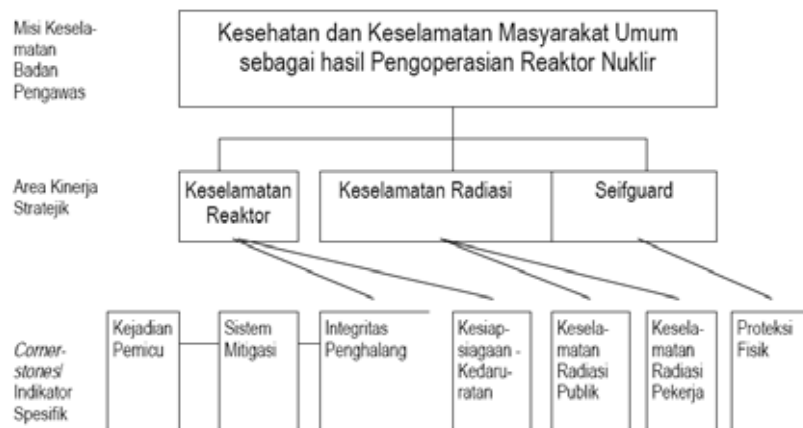 Misi Kesela-
matan
Badan
Pengawas
Kesehatan dan Keselamatan Masyarakat Umum
sebagai hasil Pengoperasian Reaktor Nuklir
Area Kinerja
Stratejik
Keselamatan
Reaktor
Keselamatan Radiasi
Seifguard
Corner-
stones/
Indikator
Spesifik
Kejadian
Pemicu
Sistem
Mitigasi
Integritas
Penghalang
Kesiap-
siagaan -
Kedaru-
ratan
Kesela-
matan
Radiasi
Publik
Kesela-
matan
Radiasi
Pekerja
Proteksi
Fisik